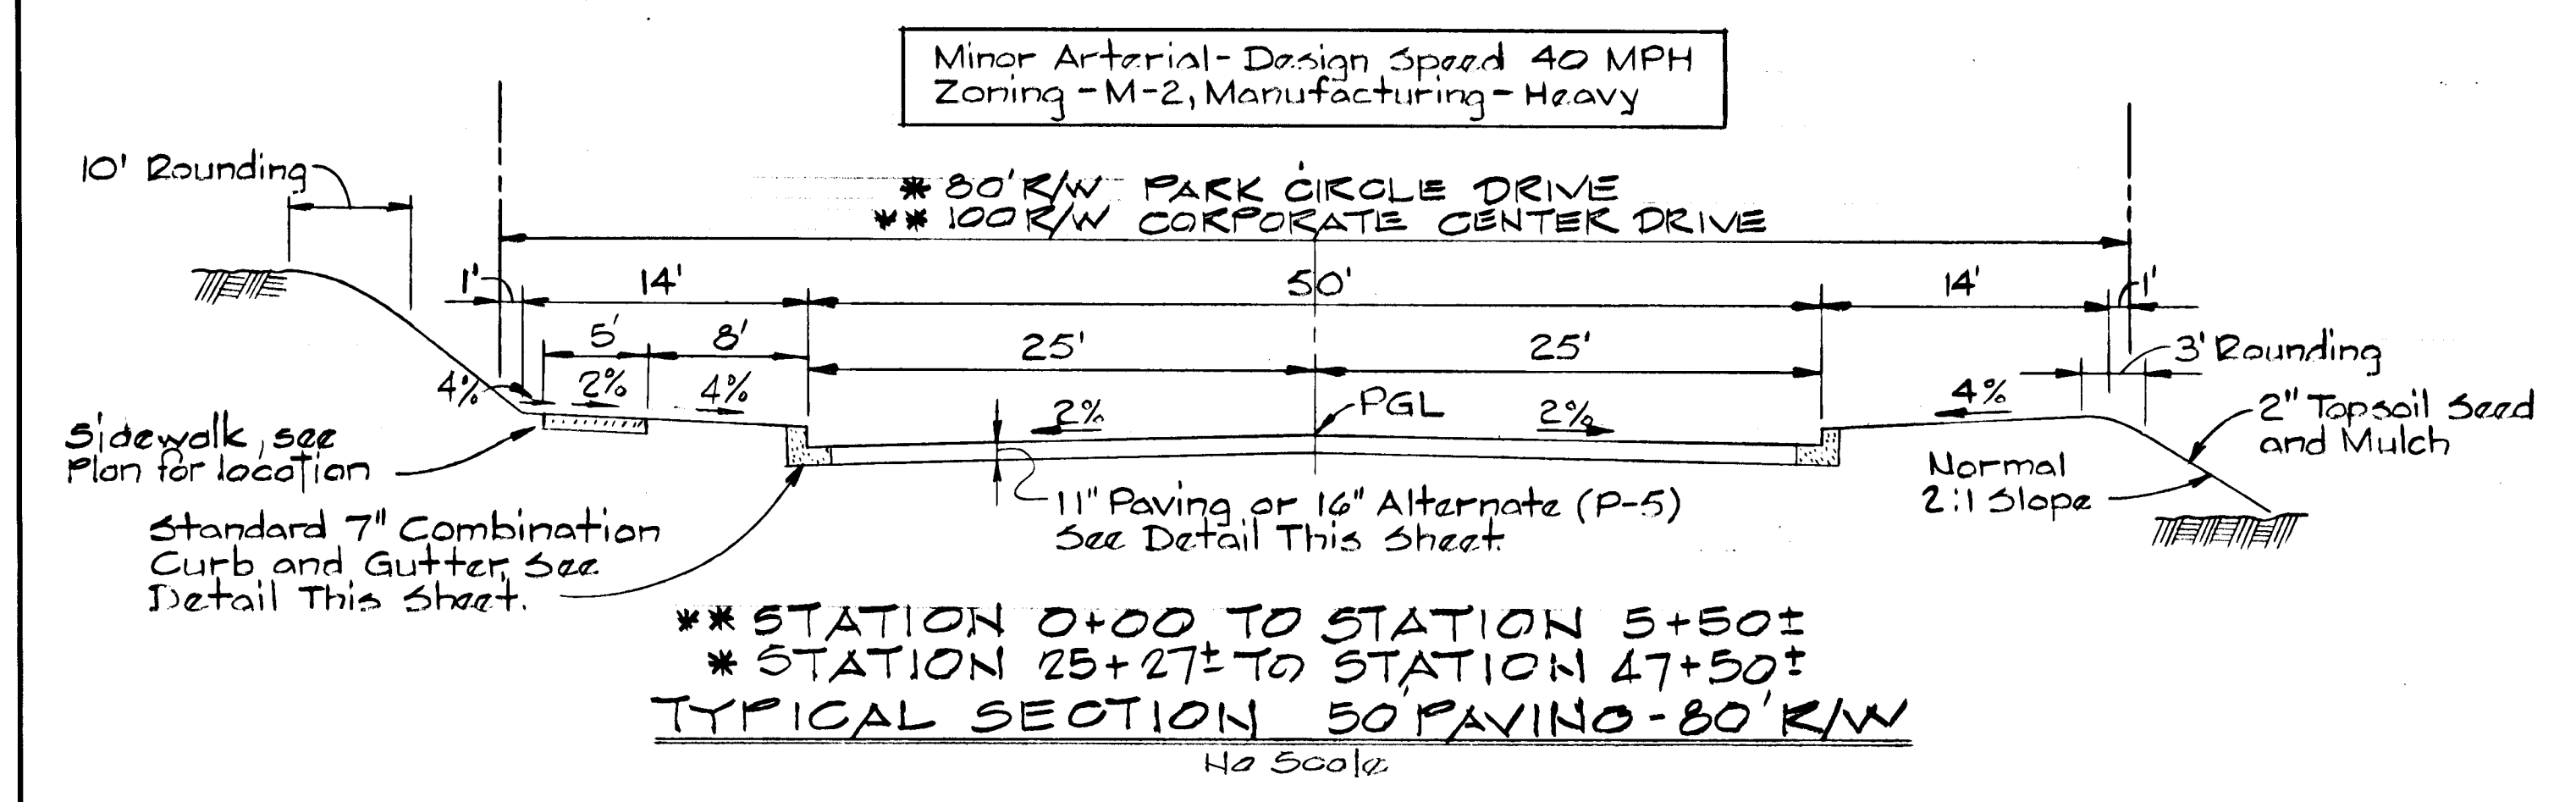 Minor Arterial-Design Speed 40 MPH
Zoning-M-2, Manufacturing-Heavy
10' Rounding
* 80' R/W PARK CIRCLE DRIVE
** 100 R/W CORPORATE CENTER DRIVE
1'
14'
50'
14'
1'
5'
8'
25'
25'
3' Rounding
4%
2%
4%
2%
PGL
2%
4%
2" Topsoil Seed
and Mulch
Sidewalk, see
Plan for location
Normal
2:1 Slope
11" Paving or 16" Alternate (P-5)
See Detail This Sheet.
Standard 7" Combination
Curb and Gutter, See
Detail This Sheet.
** STATION 0+00 TO STATION 5+50±
* STATION 25+27± TO STATION 47+50±
TYPICAL SECTION 50' PAVING-80' R/W
No Scale